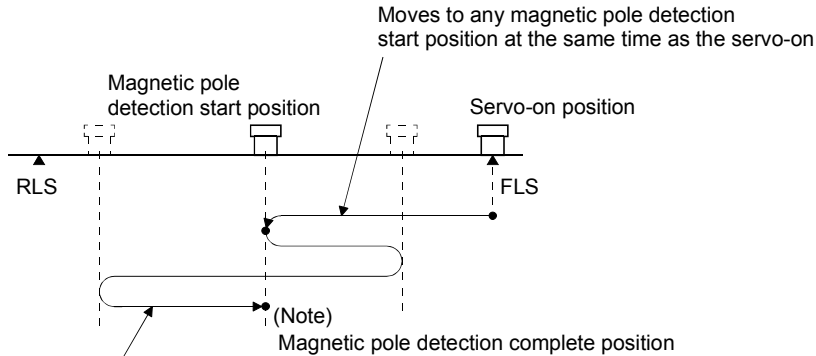 Moves to any magnetic pole detection
start position at the same time as the servo-on
Magnetic pole
detection start position
Servo-on position
RLS
FLS
(Note)
Magnetic pole detection complete position